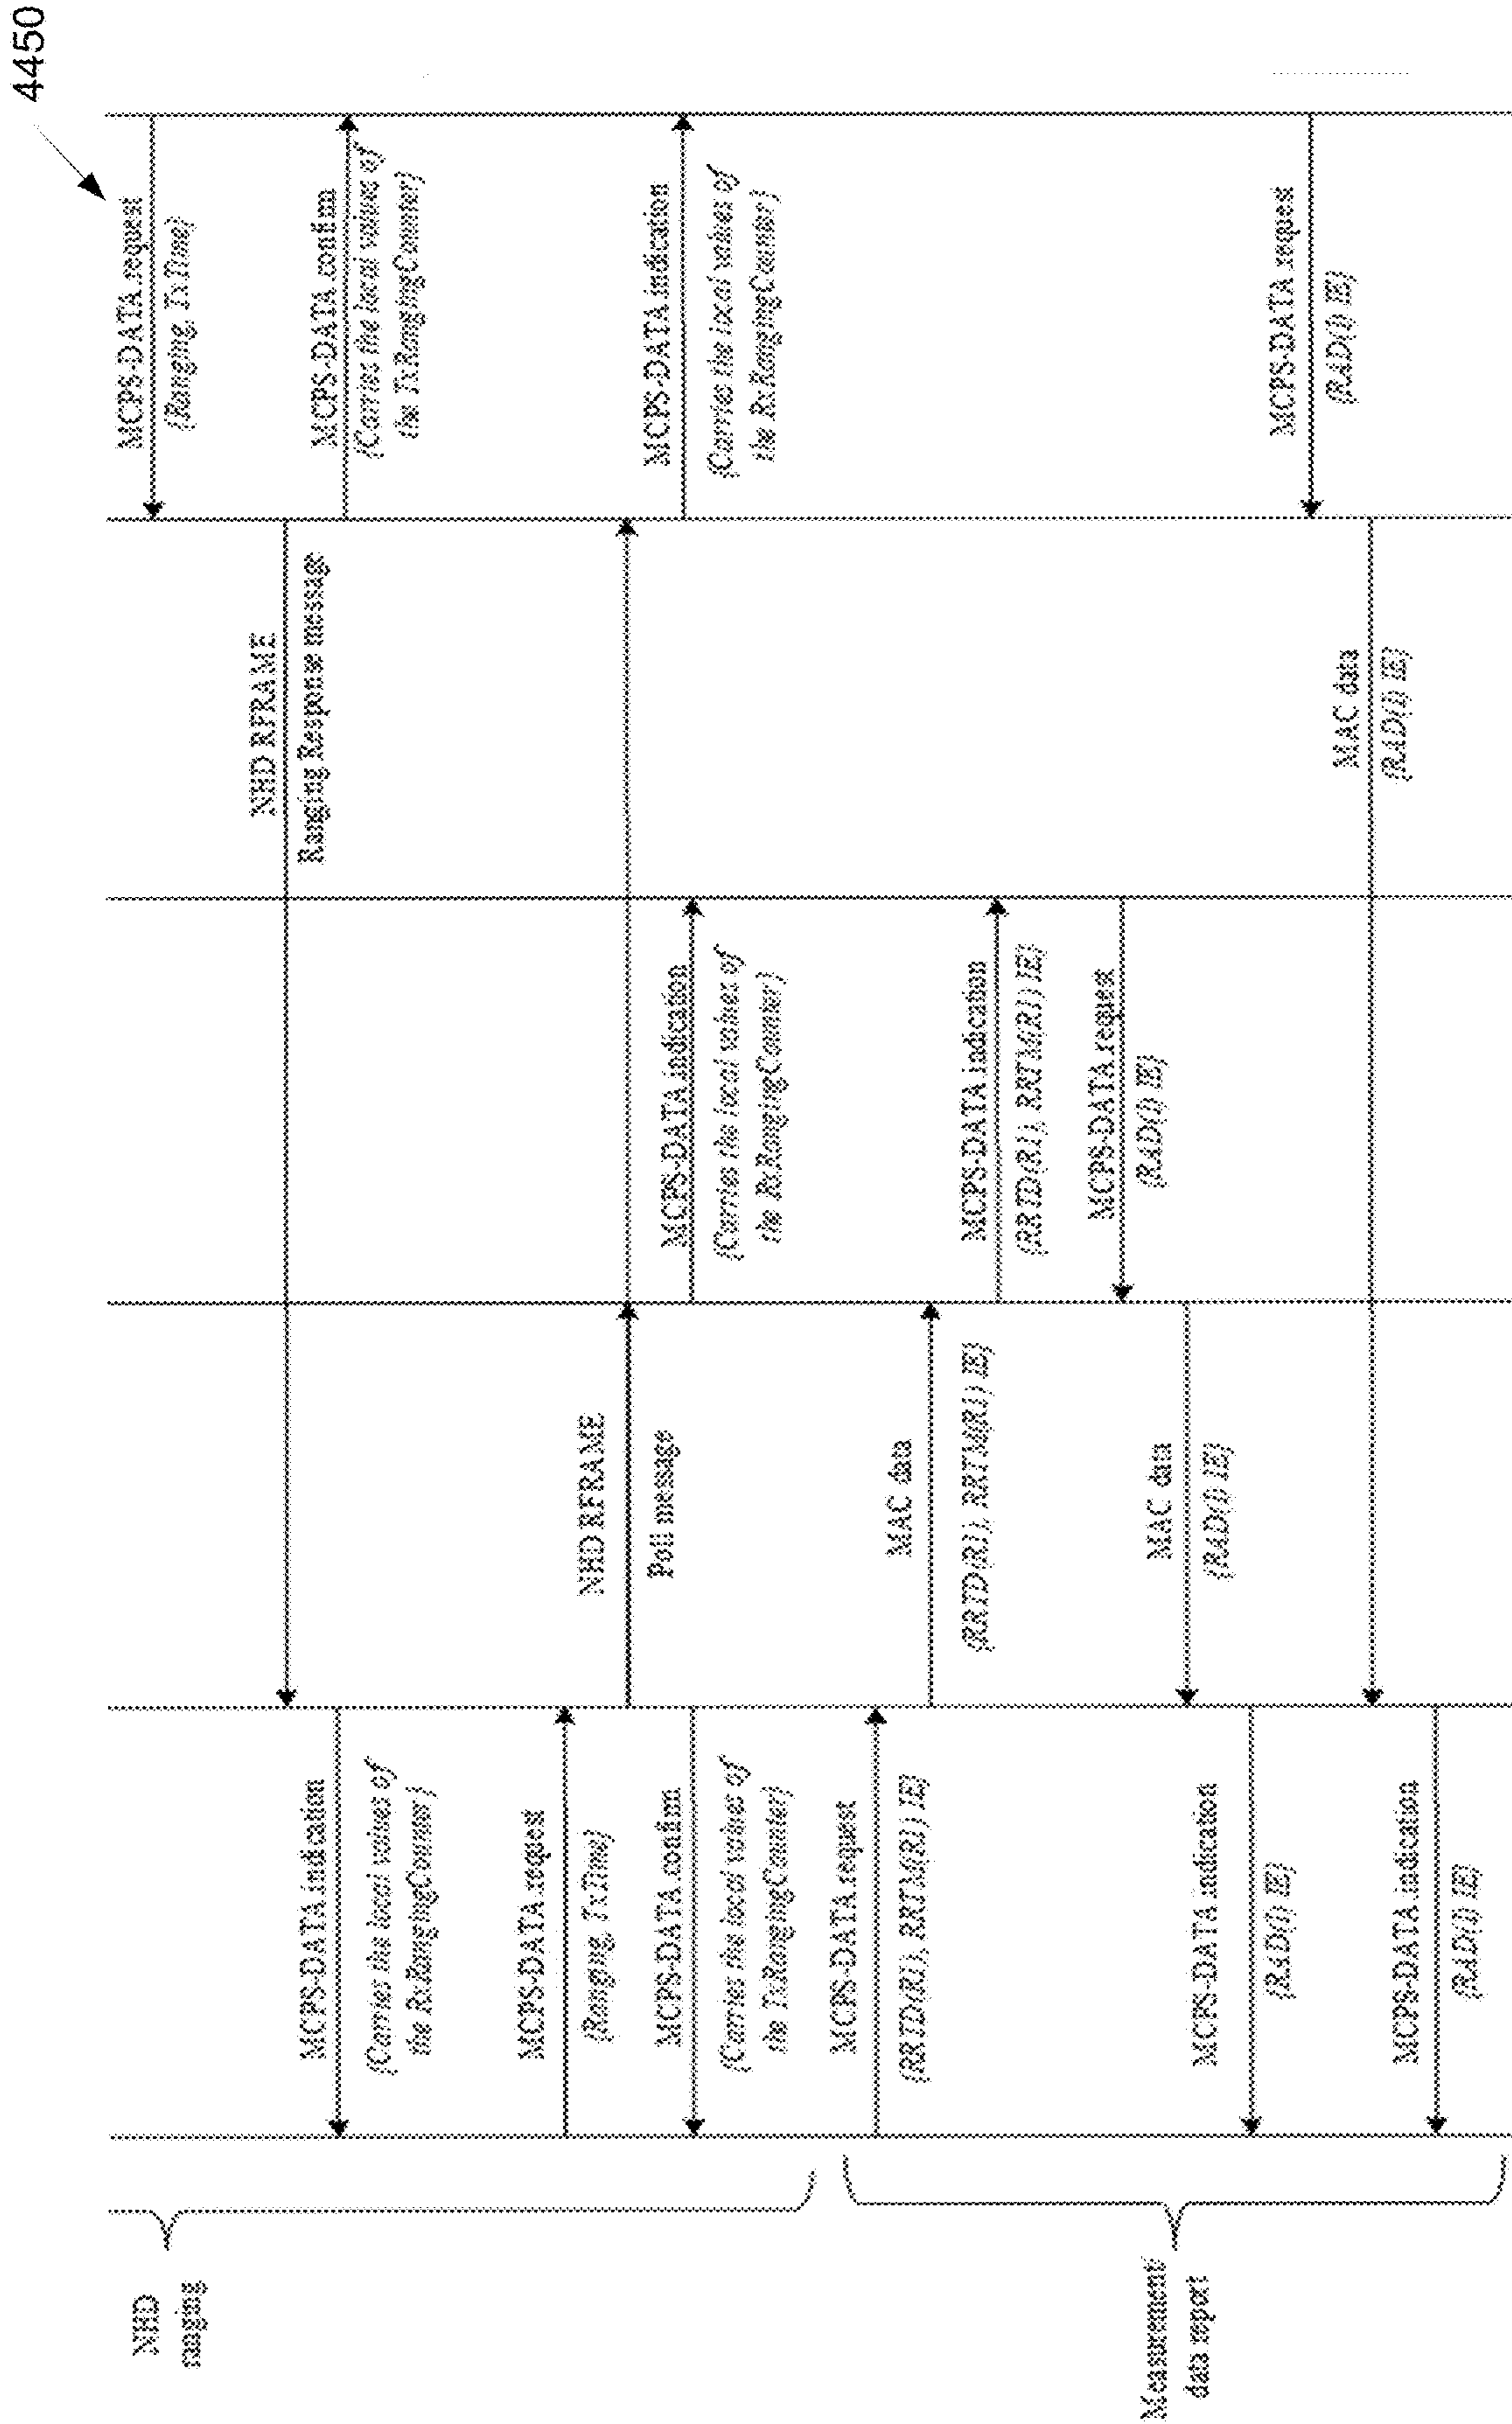 4450
NHD
ranging
Measurement
data report
MCPS-DATA.indication
{Carries the local values of
the RxRangingCounter}
MCPS-DATA.request
{Ranging, TxTime}
MCPS-DATA.confirm
{Carries the local values of
the TxRangingCounter}
MCPS-DATA.request
{RRTD(R1), RRTM(R1) IE}
MCPS-DATA.indication
{RAD(I) IE}
MCPS-DATA.indication
{RAD(I) IE}
NHD RFRAME
Poll message
MAC data
{RRTD(R1), RRTM(R1) IE}
MAC data
{RAD(I) IE}
MCPS-DATA.indication
{Carries the local values of
the RxRangingCounter}
MCPS-DATA.indication
{RRTD(R1), RRTM(R1) IE}
MCPS-DATA.request
{RAD(I) IE}
NHD RFRAME
Ranging Response message
MAC data
{RAD(I) IE}
MCPS-DATA.request
{Ranging, TxTime}
MCPS-DATA.confirm
{Carries the local values of
the TxRangingCounter}
MCPS-DATA.indication
{Carries the local values of
the RxRangingCounter}
MCPS-DATA.request
{RAD(I) IE}